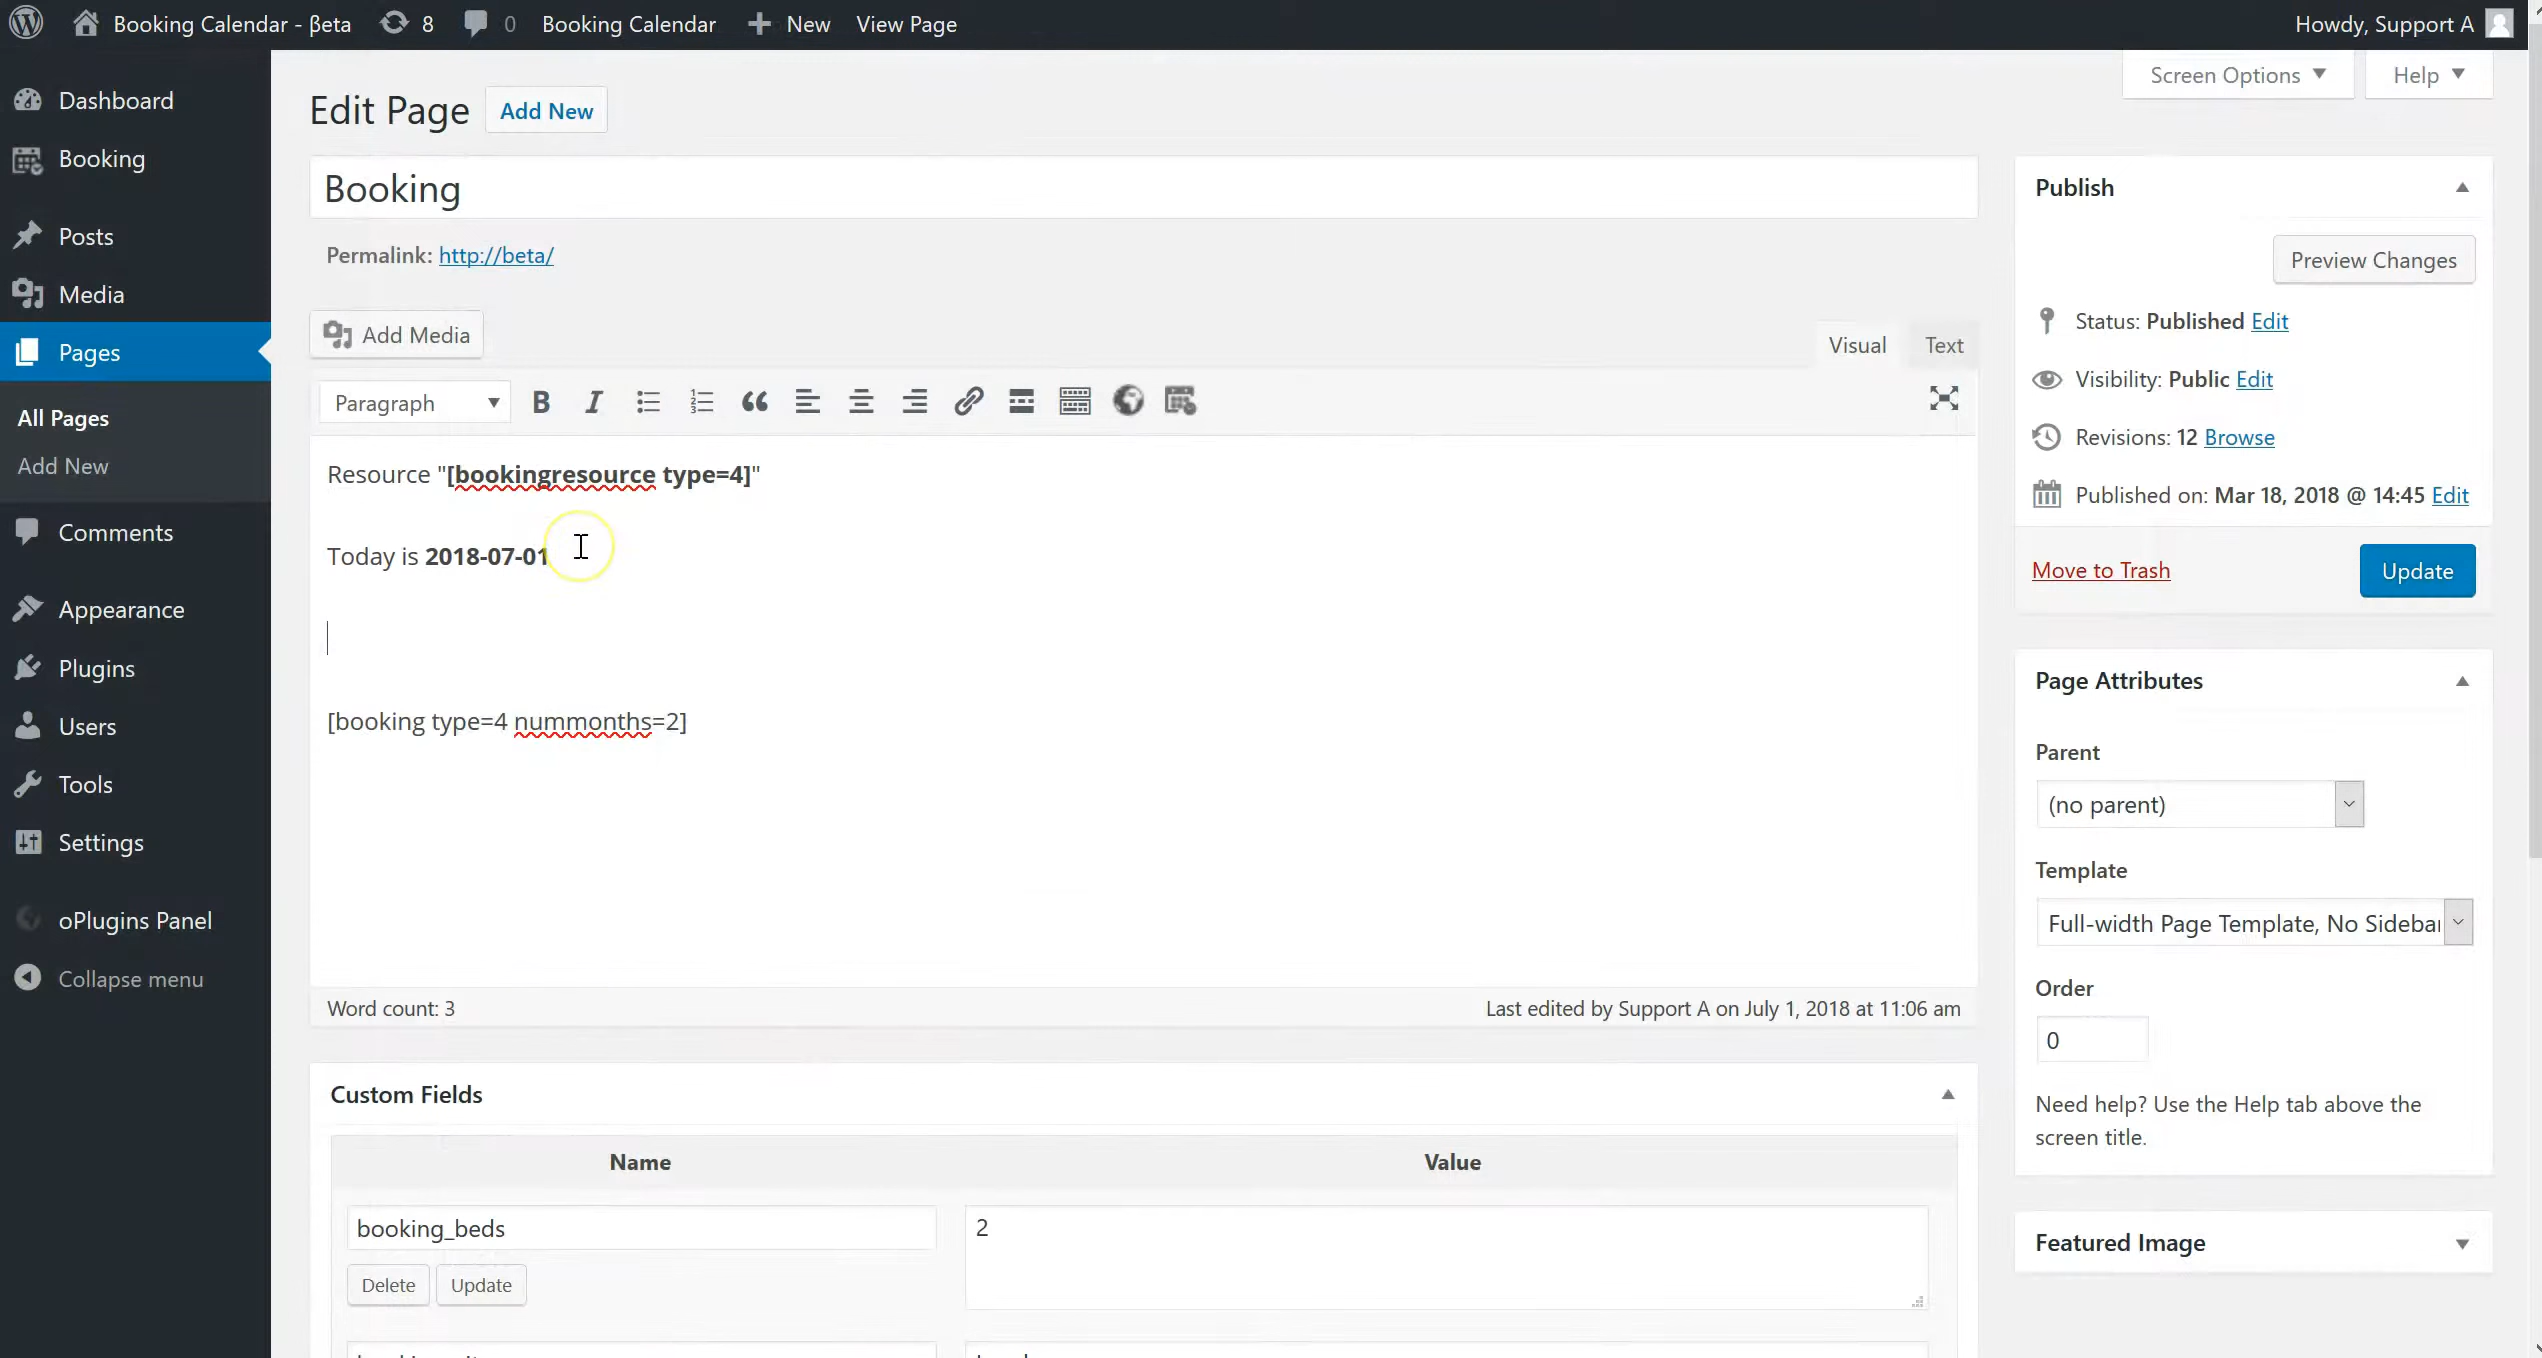 Booking Calendar - βeta 8 0 Booking Calendar New View Page Howdy, Support A
Screen Options Help
Dashboard
Booking
Posts
Media
Pages
All Pages
Add New
Comments
Appearance
Plugins
Users
Tools
Settings
oPlugins Panel
Collapse menu
Edit Page Add New
Booking
Permalink: http://beta/
Add Media
Visual Text
Paragraph
Resource "[bookingresource type=4]"
Today is 2018-07-01
[booking type=4 nummonths=2]
Word count: 3 Last edited by Support A on July 1, 2018 at 11:06 am
Custom Fields
Name Value
booking_beds 2
Delete Update
Publish
Preview Changes
Status: Published Edit
Visibility: Public Edit
Revisions: 12 Browse
Published on: Mar 18, 2018 @ 14:45 Edit
Move to Trash Update
Page Attributes
Parent
(no parent)
Template
Full-width Page Template, No Sidebar
Order
0
Need help? Use the Help tab above the
screen title.
Featured Image